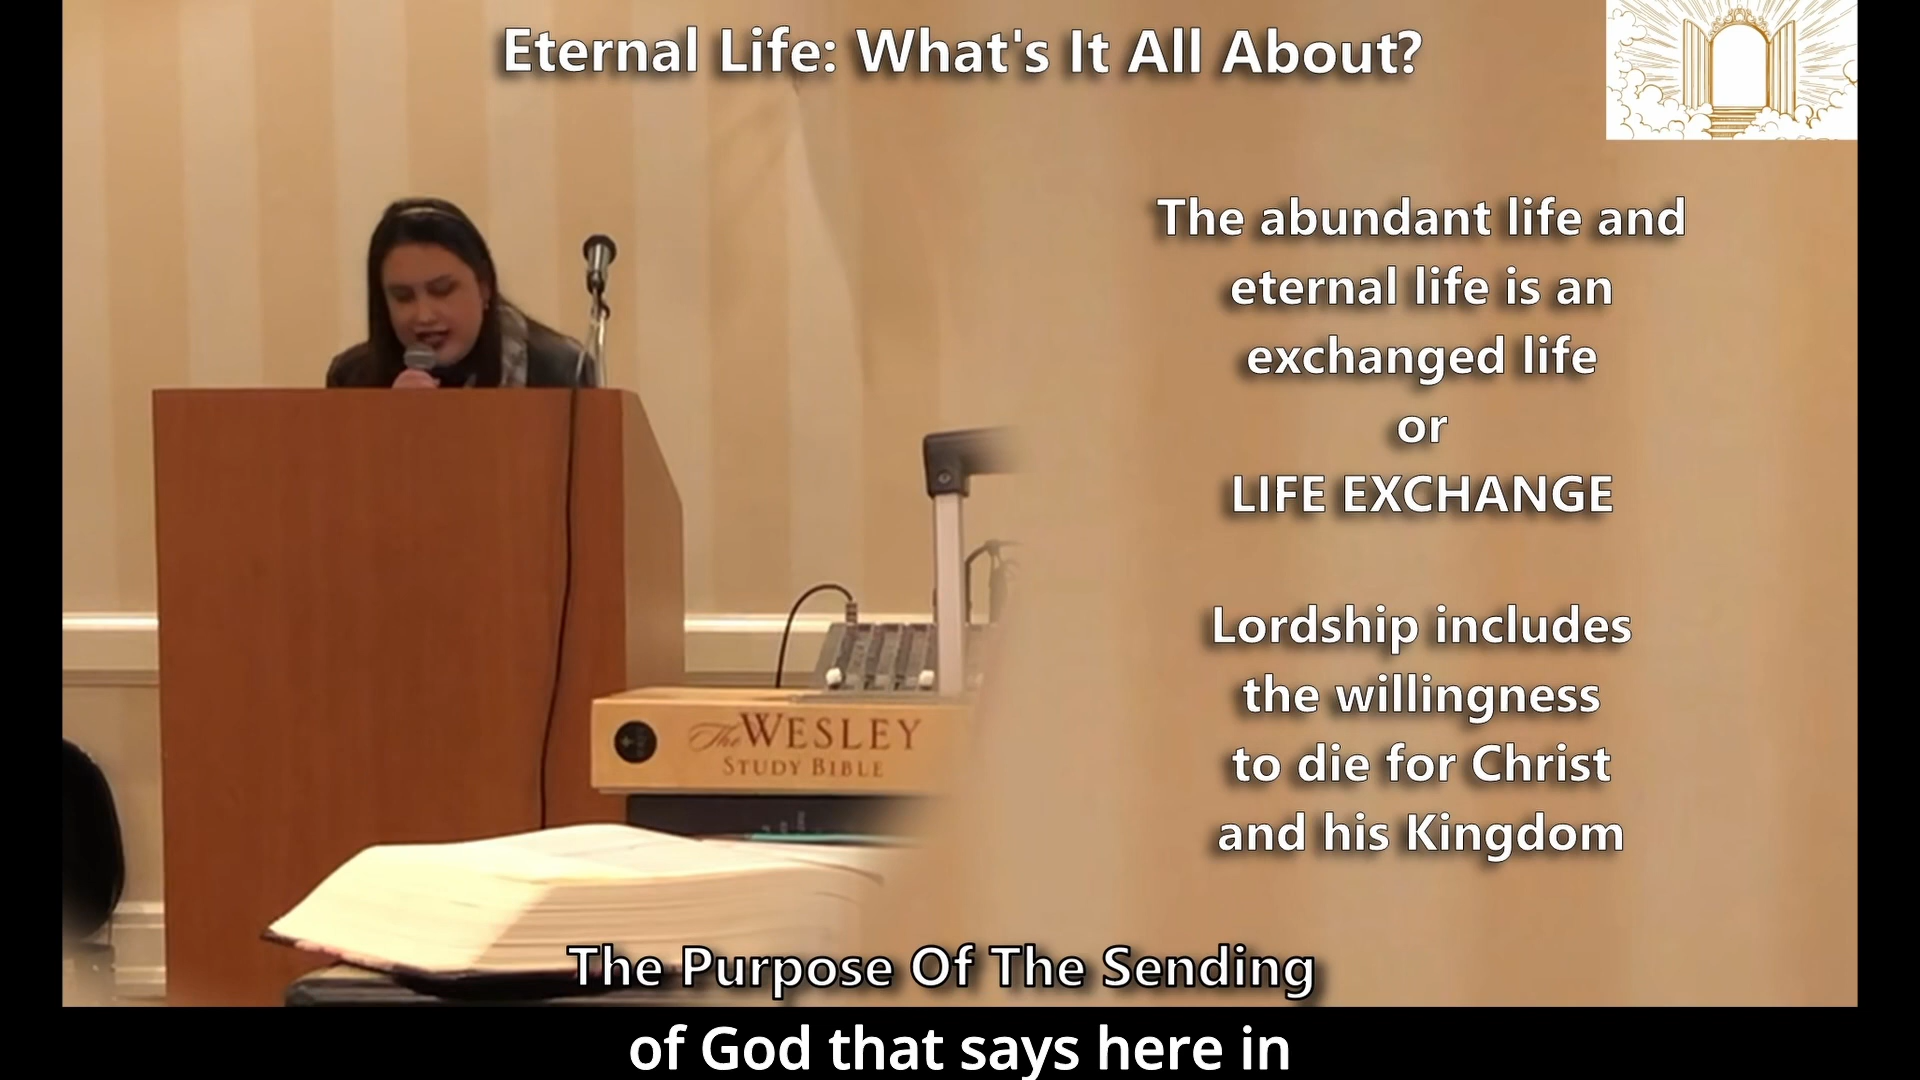 Eternal Life: What's It All About?
The abundant life and
eternal life is an
exchanged life
or
LIFE EXCHANGE
Lordship includes
the willingness
to die for Christ
and his Kingdom
The WESLEY
STUDY BIBLE
The Purpose Of The Sending
of God that says here in